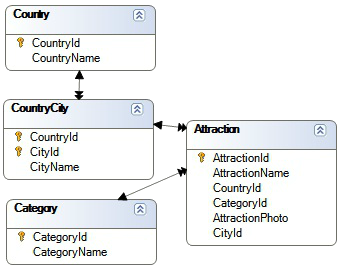 Country
CountryId
CountryName
CountryCity
CountryId
CityId
CityName
Attraction
AttractionId
AttractionName
CountryId
CategoryId
AttractionPhoto
CityId
Category
CategoryId
CategoryName